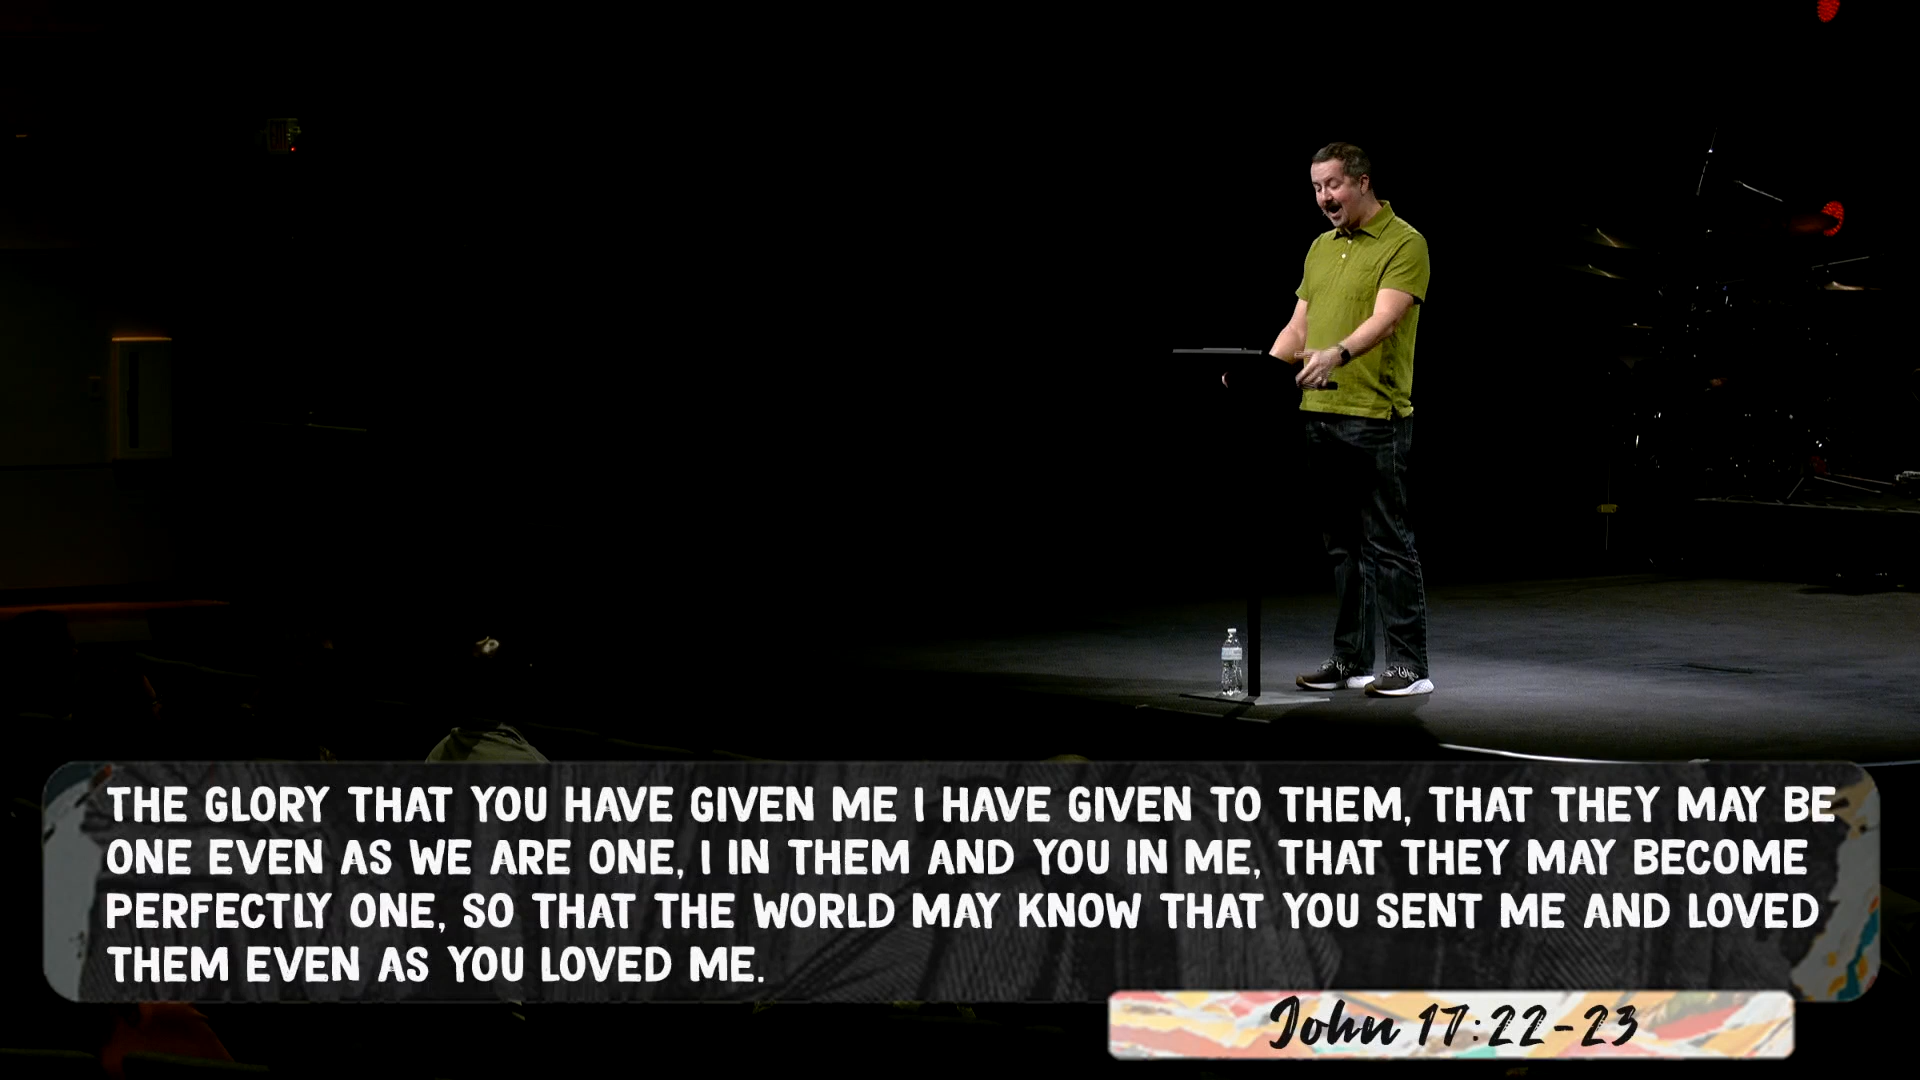 THE GLORY THAT YOU HAVE GIVEN ME I HAVE GIVEN TO THEM, THAT THEY MAY BE
ONE EVEN AS WE ARE ONE, I IN THEM AND YOU IN ME, THAT THEY MAY BECOME
PERFECTLY ONE, SO THAT THE WORLD MAY KNOW THAT YOU SENT ME AND LOVED
THEM EVEN AS YOU LOVED ME.
John 17:22-23